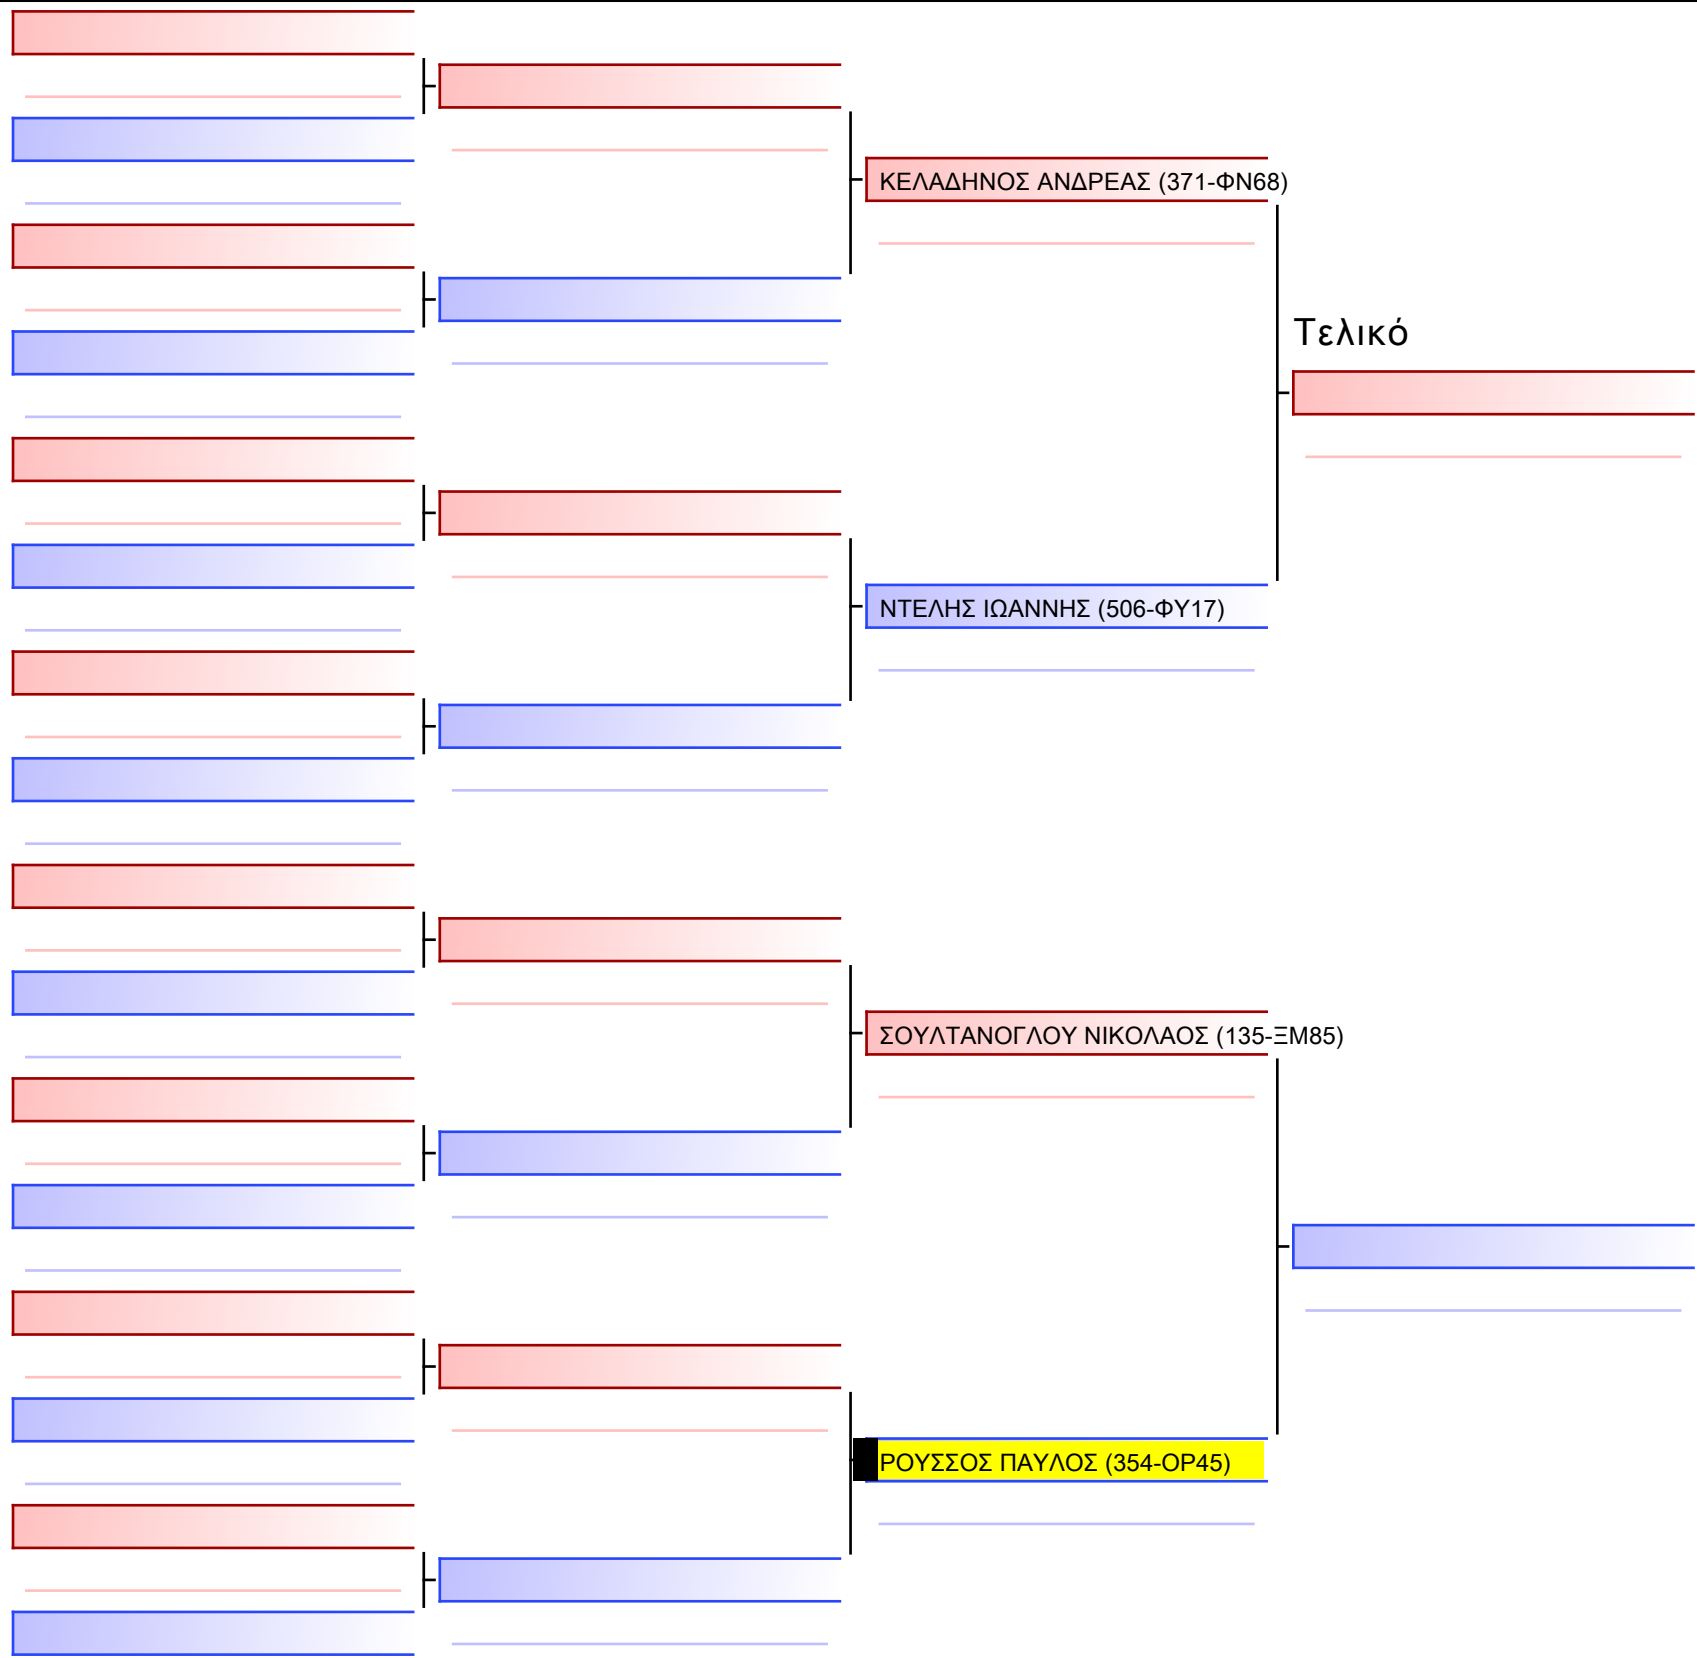 ΚΕΛΑΔΗΝΟΣ ΑΝΔΡΕΑΣ (371-ΦΝ68)
Τελικό
ΝΤΕΛΗΣ ΙΩΑΝΝΗΣ (506-ΦΥ17)
ΣΟΥΛΤΑΝΟΓΛΟΥ ΝΙΚΟΛΑΟΣ (135-ΞΜ85)
ΡΟΥΣΣΟΣ ΠΑΥΛΟΣ (354-ΟΡ45)